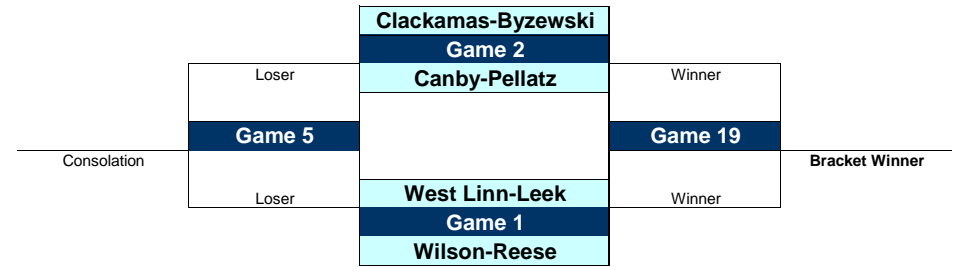 Clackamas-Byzewski
Game 2
Loser
Canby-Pellatz
Winner
Game 5
Game 19
Consolation
Bracket Winner
Loser
West Linn-Leek
Winner
Game 1
Wilson-Reese